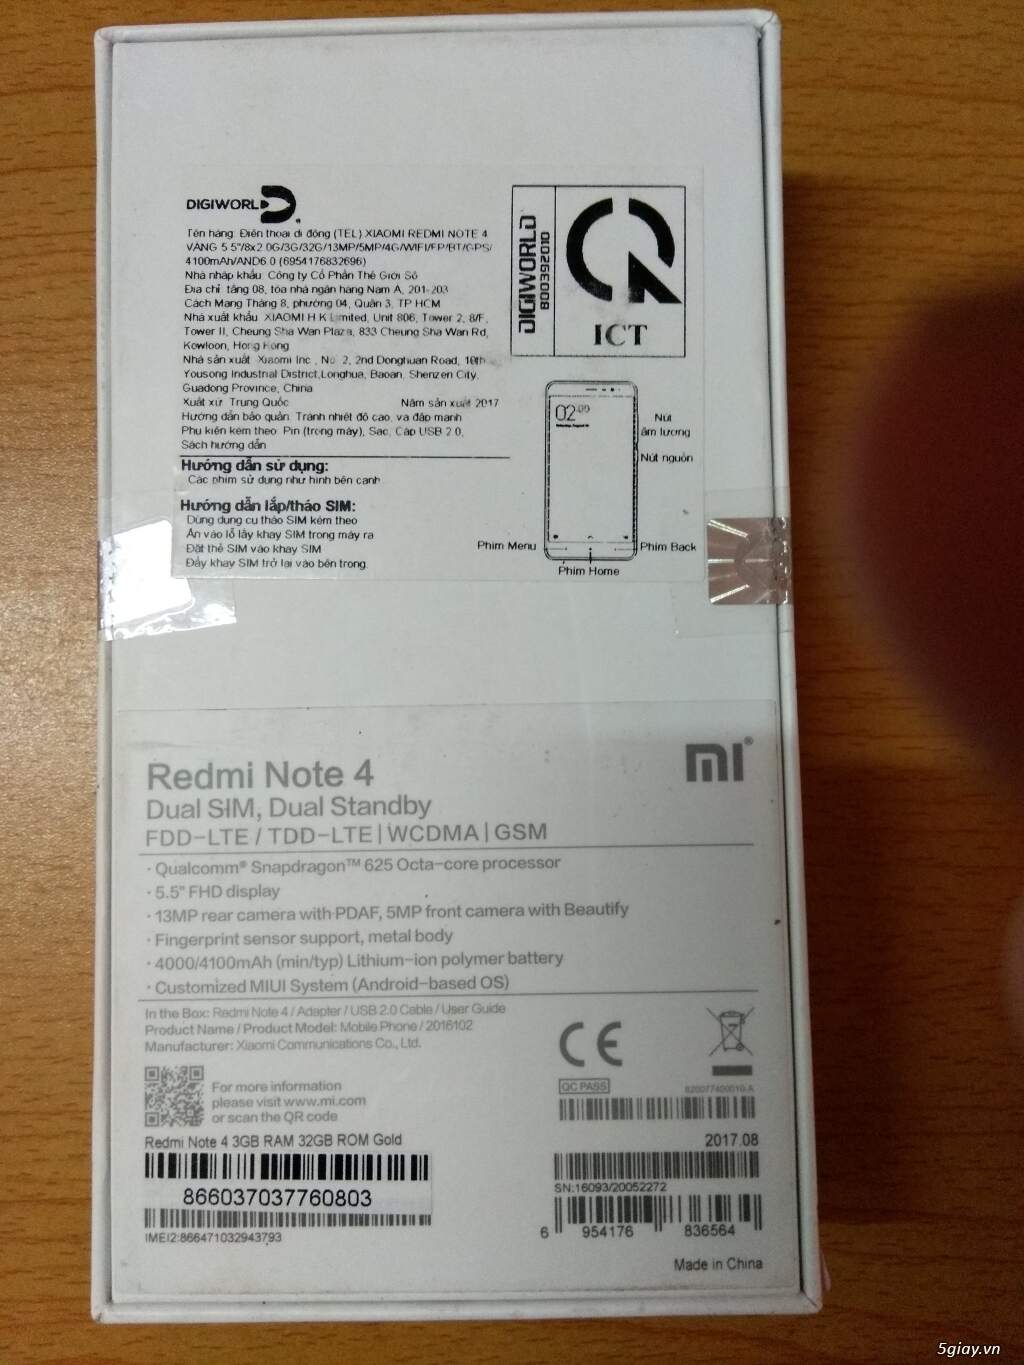 DIGIWORLD
Tên hàng: Điện thoại di động (TEL) XIAOMI REDMI NOTE 4
VÀNG 5.5"/8x2.0G/3G/32G/13MP/5MP/4G/WIFI/FP/BT/GPS/
4100mAh/AND6.0 (6954176832696)
Nhà nhập khẩu: Công ty Cổ Phần Thế Giới Số
Địa chỉ: tầng 08, tòa nhà ngân hàng Nam Á, 201-203
Cách Mạng Tháng 8, phường 04, Quận 3, TP HCM
Nhà xuất khẩu: XIAOMI H.K Limited, Unit 806, Tower 2, 8/F,
Tower II, Cheung Sha Wan Plaza, 833 Cheung Sha Wan Rd,
Kowloon, Hong Kong
Nhà sản xuất: Xiaomi Inc., No. 2, 2nd Donghuan Road, 10th
Yousong Industrial District, Longhua, Baoan, Shenzen City,
Guadong Province, China
Xuất xứ: Trung Quốc Năm sản xuất: 2017
Hướng dẫn bảo quản: Tránh nhiệt độ cao, va đập mạnh
Phụ kiện kèm theo: Pin (trong máy), Sạc, Cáp USB 2.0,
Sách hướng dẫn
Hướng dẫn sử dụng:
Các phím sử dụng như hình bên cạnh
Hướng dẫn lắp/tháo SIM:
Dùng dụng cụ tháo SIM kèm theo
Ấn vào lỗ lấy khay SIM trong máy ra
Đặt thẻ SIM vào khay SIM
Đẩy khay SIM trở lại vào bên trong
DIGIWORLD
ICT
02:09
Nút
âm lượng
Nút nguồn
Phím Menu
Phím Back
Phím Home
Redmi Note 4
mi®
Dual SIM, Dual Standby
FDD-LTE / TDD-LTE | WCDMA | GSM
· Qualcomm® Snapdragon™ 625 Octa-core processor
· 5.5" FHD display
· 13MP rear camera with PDAF, 5MP front camera with Beautify
· Fingerprint sensor support, metal body
· 4000/4100mAh (min/typ) Lithium-ion polymer battery
· Customized MIUI System (Android-based OS)
In the Box: Redmi Note 4 / Adapter / USB 2.0 Cable / User Guide
Product Name / Product Model: Mobile Phone / 2016102
Manufacturer: Xiaomi Communications Co., Ltd.
CE
For more information
please visit www.mi.com
or scan the QR code
QC PASS
Redmi Note 4 3GB RAM 32GB ROM Gold
2017.08
866037037760803
SN:16093/20052272
IMEI2:866471032943793
6 954176 836564
Made in China
5giay.vn